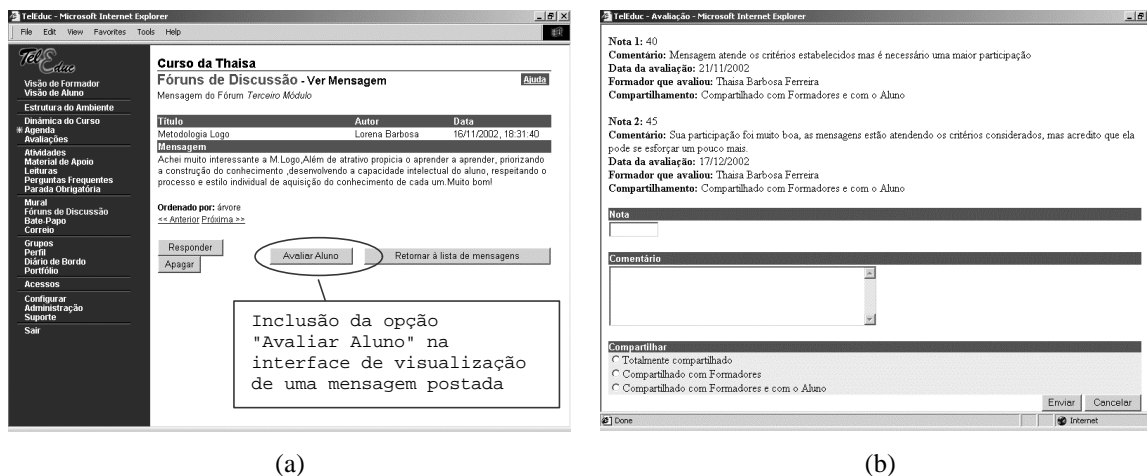 TelEduc - Microsoft Internet Explorer
File Edit View Favorites Tools Help
TelEduc
Visão de Formador
Visão de Aluno
Estrutura do Ambiente
Dinâmica do Curso
Agenda
Avaliações
Atividades
Material de Apoio
Leituras
Perguntas Frequentes
Parada Obrigatória
Mural
Fóruns de Discussão
Bate-Papo
Correio
Grupos
Perfil
Diário de Bordo
Portfólio
Acessos
Configurar
Administração
Suporte
Sair
Curso da Thaisa
Fóruns de Discussão - Ver Mensagem
Ajuda
Mensagem do Fórum Terceiro Módulo
Título Autor Data
Metodologia Logo Lorena Barbosa 16/11/2002, 18:31:40
Mensagem
Achei muito interessante a M.Logo,Além de atrativo propicia o aprender a aprender, priorizando
a construção do conhecimento ,desenvolvendo a capacidade intelectual do aluno, respeitando o
processo e estilo individual de aquisição do conhecimento de cada um.Muito bom!
Ordenado por: árvore
<< Anterior Próxima >>
Responder
Apagar
Avaliar Aluno
Retornar à lista de mensagens
Inclusão da opção
"Avaliar Aluno" na
interface de visualização
de uma mensagem postada
(a)
TelEduc - Avaliação - Microsoft Internet Explorer
Nota 1: 40
Comentário: Mensagem atende os critérios estabelecidos mas é necessário uma maior participação
Data da avaliação: 21/11/2002
Formador que avaliou: Thaisa Barbosa Ferreira
Compartilhamento: Compartilhado com Formadores e com o Aluno
Nota 2: 45
Comentário: Sua participação foi muito boa, as mensagens estão atendendo os critérios considerados, mas acredito que ela
pode se esforçar um pouco mais.
Data da avaliação: 17/12/2002
Formador que avaliou: Thaisa Barbosa Ferreira
Compartilhamento: Compartilhado com Formadores e com o Aluno
Nota
Comentário
Compartilhar
Totalmente compartilhado
Compartilhado com Formadores
Compartilhado com Formadores e com o Aluno
Enviar Cancelar
Done Internet
(b)